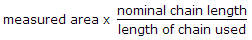 measured area x nominal chain length
length of chain used